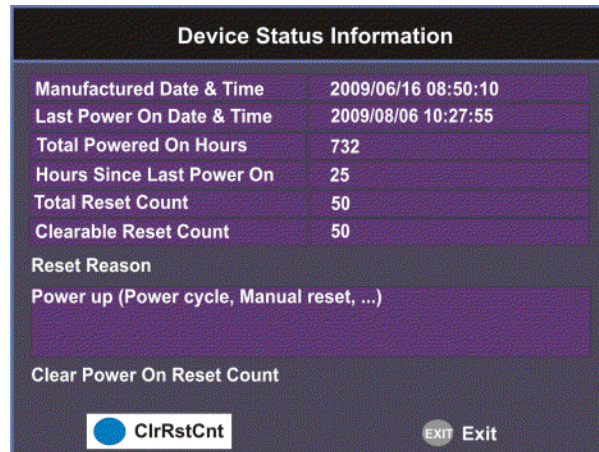 Device Status Information
Manufactured Date & Time 2009/06/16 08:50:10
Last Power On Date & Time 2009/08/06 10:27:55
Total Powered On Hours 732
Hours Since Last Power On 25
Total Reset Count 50
Clearable Reset Count 50
Reset Reason
Power up (Power cycle, Manual reset, ...)
Clear Power On Reset Count
ClrRstCnt EXIT Exit